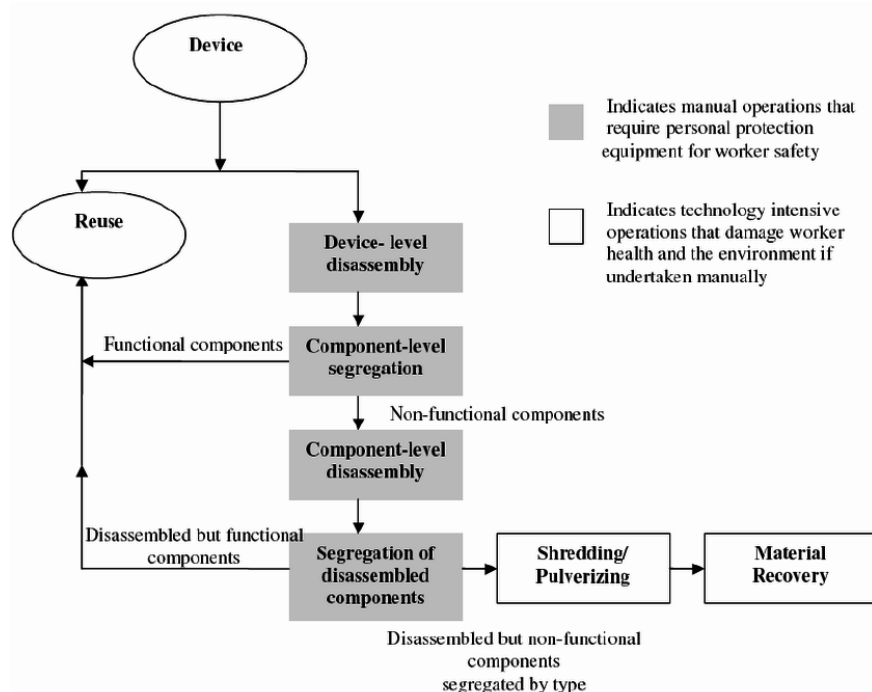 Device
Indicates manual operations that
require personal protection
equipment for worker safety
Reuse
Indicates technology intensive
operations that damage worker
health and the environment if
undertaken manually
Device- level
disassembly
Functional components
Component-level
segregation
Non-functional components
Component-level
disassembly
Disassembled but functional
components
Segregation of
disassembled
components
Shredding/
Pulverizing
Material
Recovery
Disassembled but non-functional
components
segregated by type